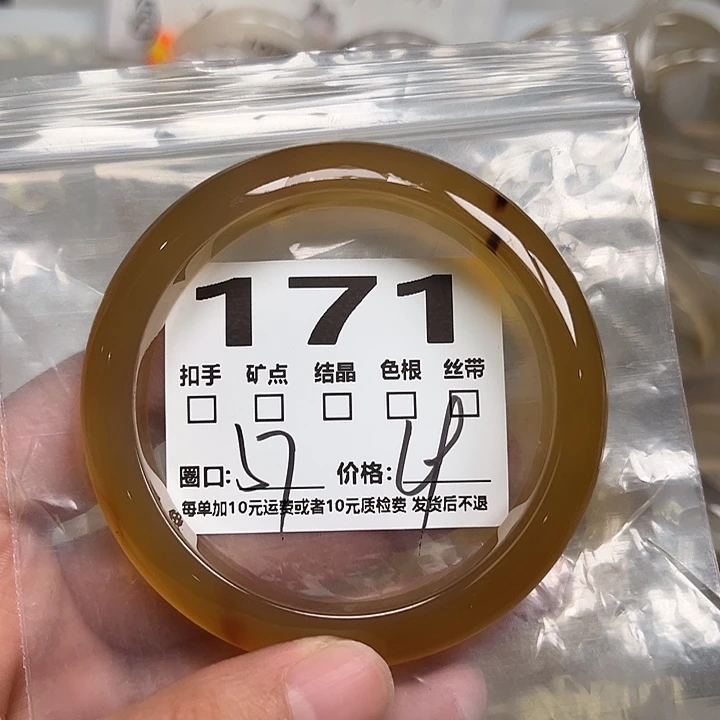 171
扣手 矿点 结晶 色根 丝带
圈口: 57 价格:
每单加10元运费或者10元质检费 发货后不退